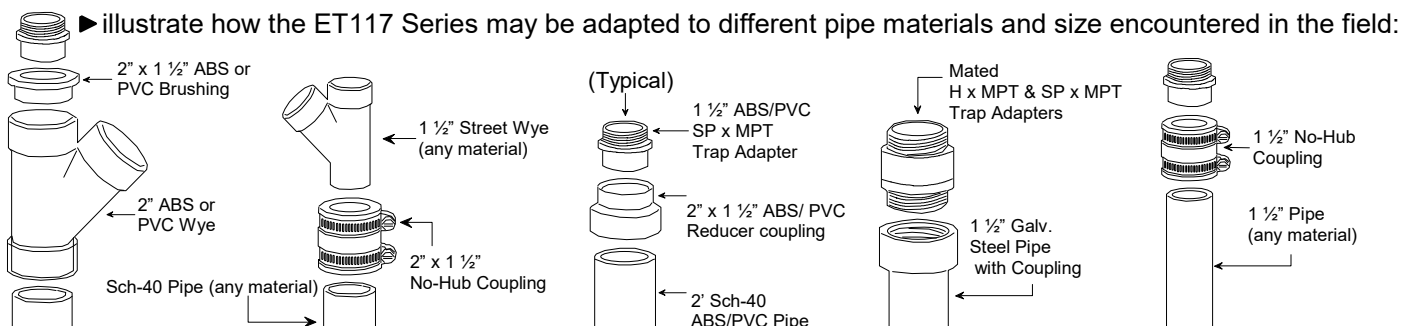 ►illustrate how the ET117 Series may be adapted to different pipe materials and size encountered in the field:
2” x 1 ½” ABS or
PVC Brushing
2” ABS or
PVC Wye
1 ½” Street Wye
(any material)
2” x 1 ½”
No-Hub Coupling
Sch-40 Pipe (any material)
(Typical)
1 ½” ABS/PVC
SP x MPT
Trap Adapter
2” x 1 ½” ABS/ PVC
Reducer coupling
2’ Sch-40
ABS/PVC Pipe
Mated
H x MPT & SP x MPT
Trap Adapters
1 ½” Galv.
Steel Pipe
with Coupling
1 ½” No-Hub
Coupling
1 ½” Pipe
(any material)